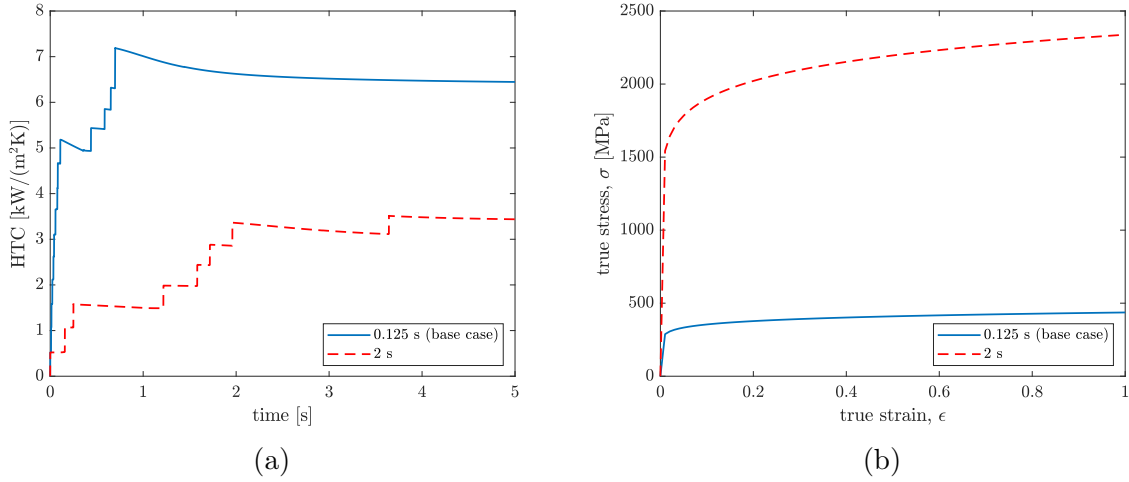 8
7
6
5
4
3
2
1
0
HTC [kW/(m²K)]
0 1 2 3 4 5
time [s]
0.125 s (base case)
2 s
(a)
2500
2000
1500
1000
500
0
true stress, σ [MPa]
0 0.2 0.4 0.6 0.8 1
true strain, ϵ
0.125 s (base case)
2 s
(b)